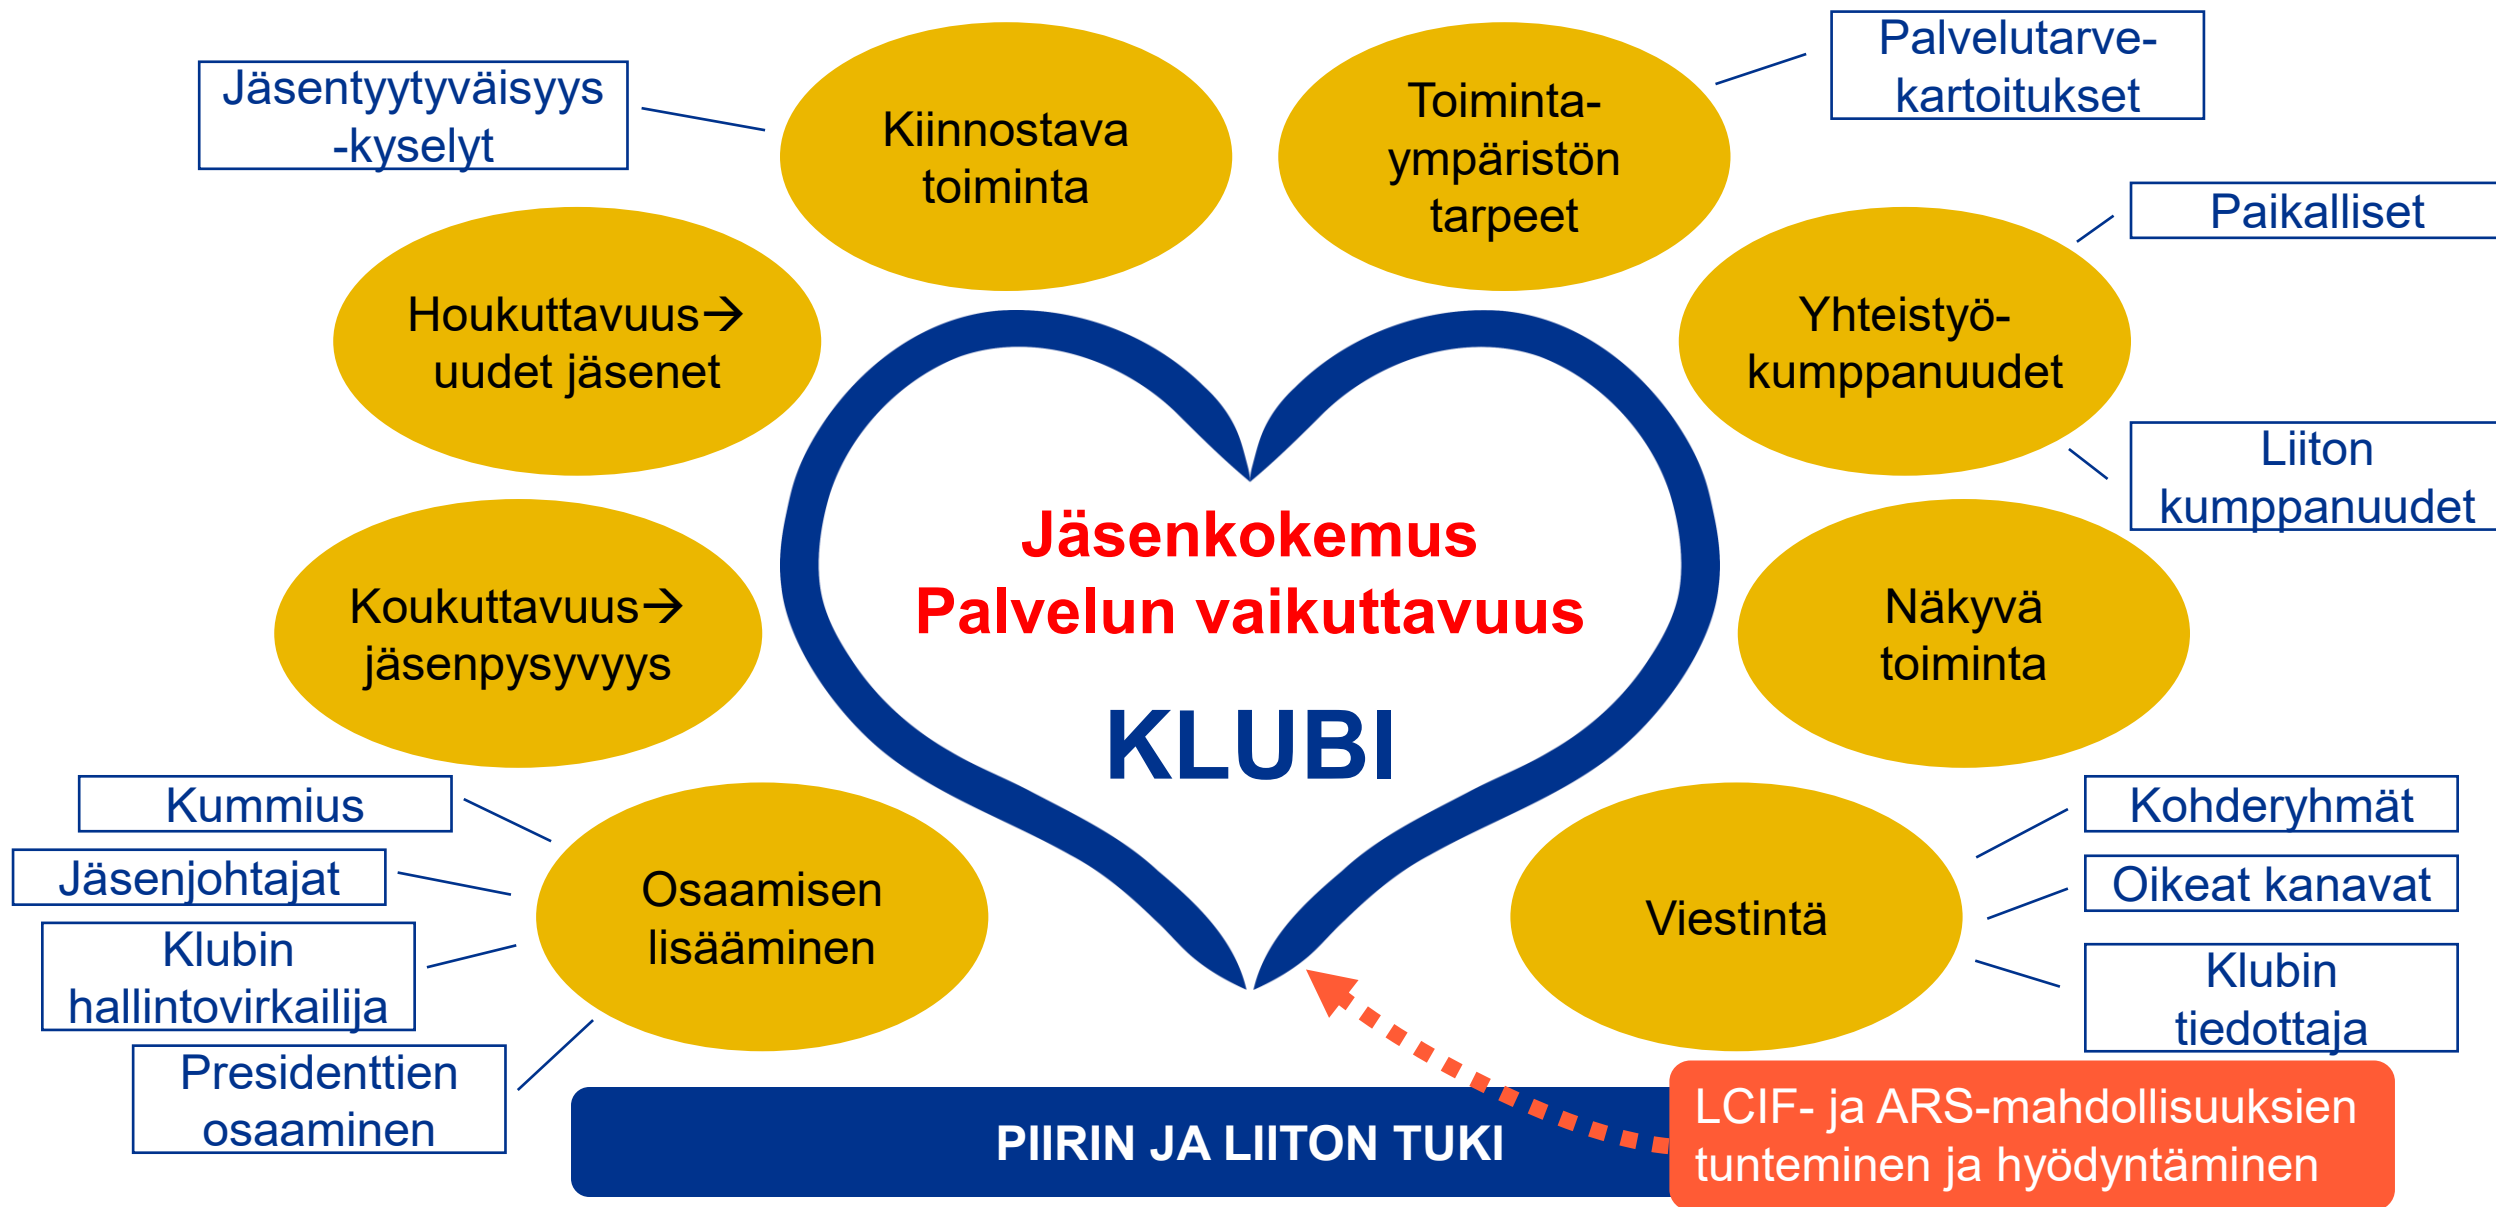 Jäsentyytyväisyys
-kyselyt
Kiinnostava
toiminta
Toiminta-
ympäristön
tarpeet
Palvelutarve-
kartoitukset
Houkuttavuus→
uudet jäsenet
Yhteistyö-
kumppanuudet
Paikalliset
Liiton
kumppanuudet
Koukuttavuus→
jäsenpysyvyys
Jäsenkokemus
Palvelun vaikuttavuus
KLUBI
Näkyvä
toiminta
Kummius
Jäsenjohtajat
Klubin
hallintovirkailija
Presidenttien
osaaminen
Osaamisen
lisääminen
Viestintä
Kohderyhmät
Oikeat kanavat
Klubin
tiedottaja
PIIRIN JA LIITON TUKI
LCIF- ja ARS-mahdollisuuksien
tunteminen ja hyödyntäminen